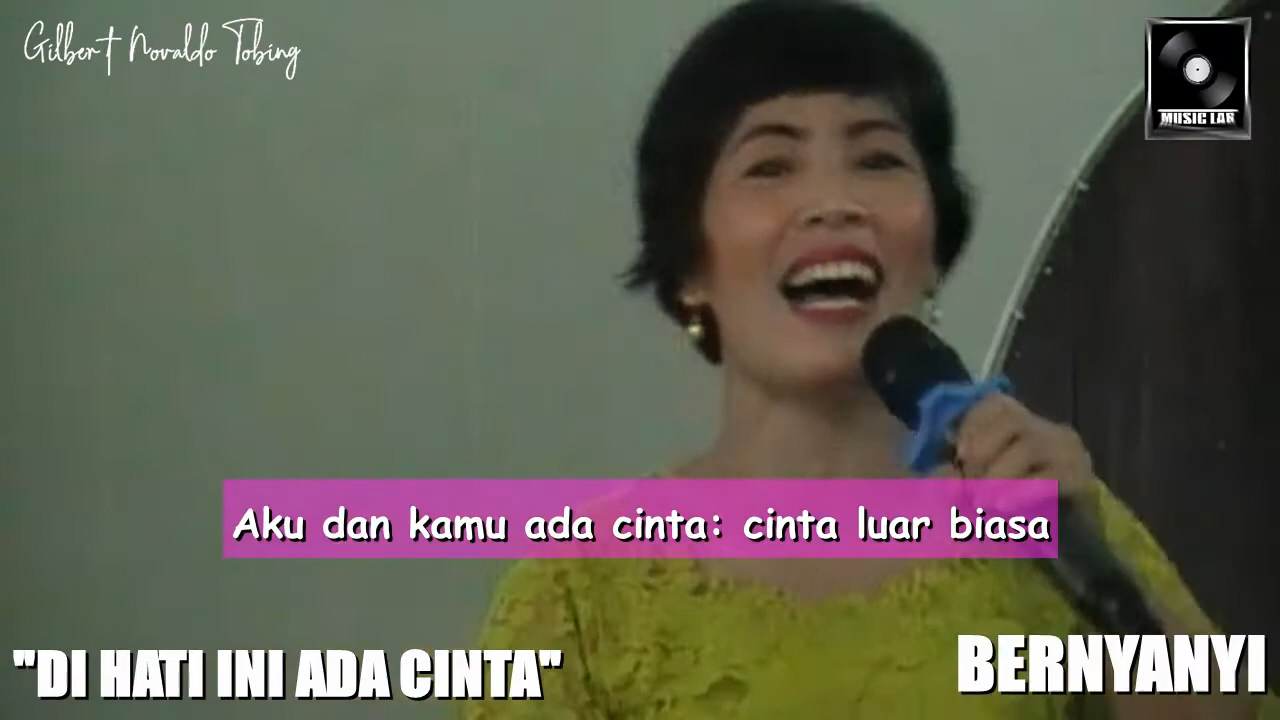 Gilbert Novaldo Tobing
MUSIC LAB
Aku dan kamu ada cinta: cinta luar biasa
"DI HATI INI ADA CINTA"
BERNYANYI